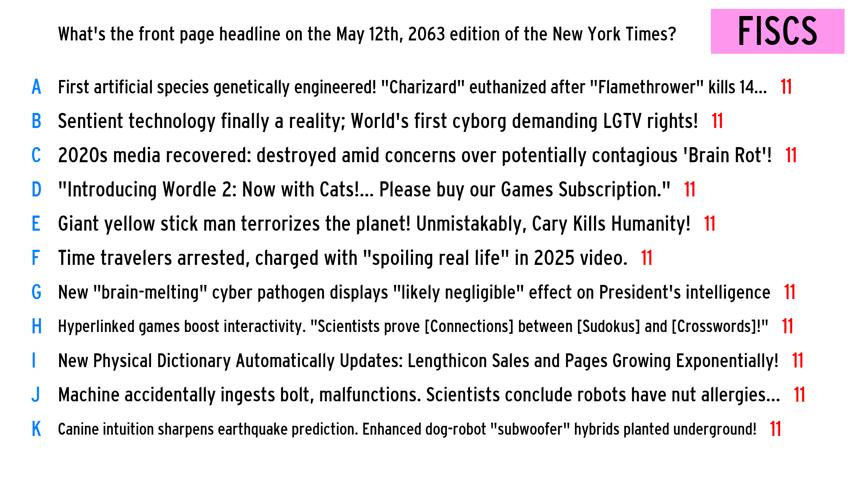 What's the front page headline on the May 12th, 2063 edition of the New York Times?
FISCS
A First artificial species genetically engineered! "Charizard" euthanized after "Flamethrower" kills 14... 11
B Sentient technology finally a reality; World's first cyborg demanding LGTV rights! 11
C 2020s media recovered: destroyed amid concerns over potentially contagious 'Brain Rot'! 11
D "Introducing Wordle 2: Now with Cats!... Please buy our Games Subscription." 11
E Giant yellow stick man terrorizes the planet! Unmistakably, Cary Kills Humanity! 11
F Time travelers arrested, charged with "spoiling real life" in 2025 video. 11
G New "brain-melting" cyber pathogen displays "likely negligible" effect on President's intelligence 11
H Hyperlinked games boost interactivity. "Scientists prove [Connections] between [Sudokus] and [Crosswords]!" 11
I New Physical Dictionary Automatically Updates: Lengthicon Sales and Pages Growing Exponentially! 11
J Machine accidentally ingests bolt, malfunctions. Scientists conclude robots have nut allergies... 11
K Canine intuition sharpens earthquake prediction. Enhanced dog-robot "subwoofer" hybrids planted underground! 11